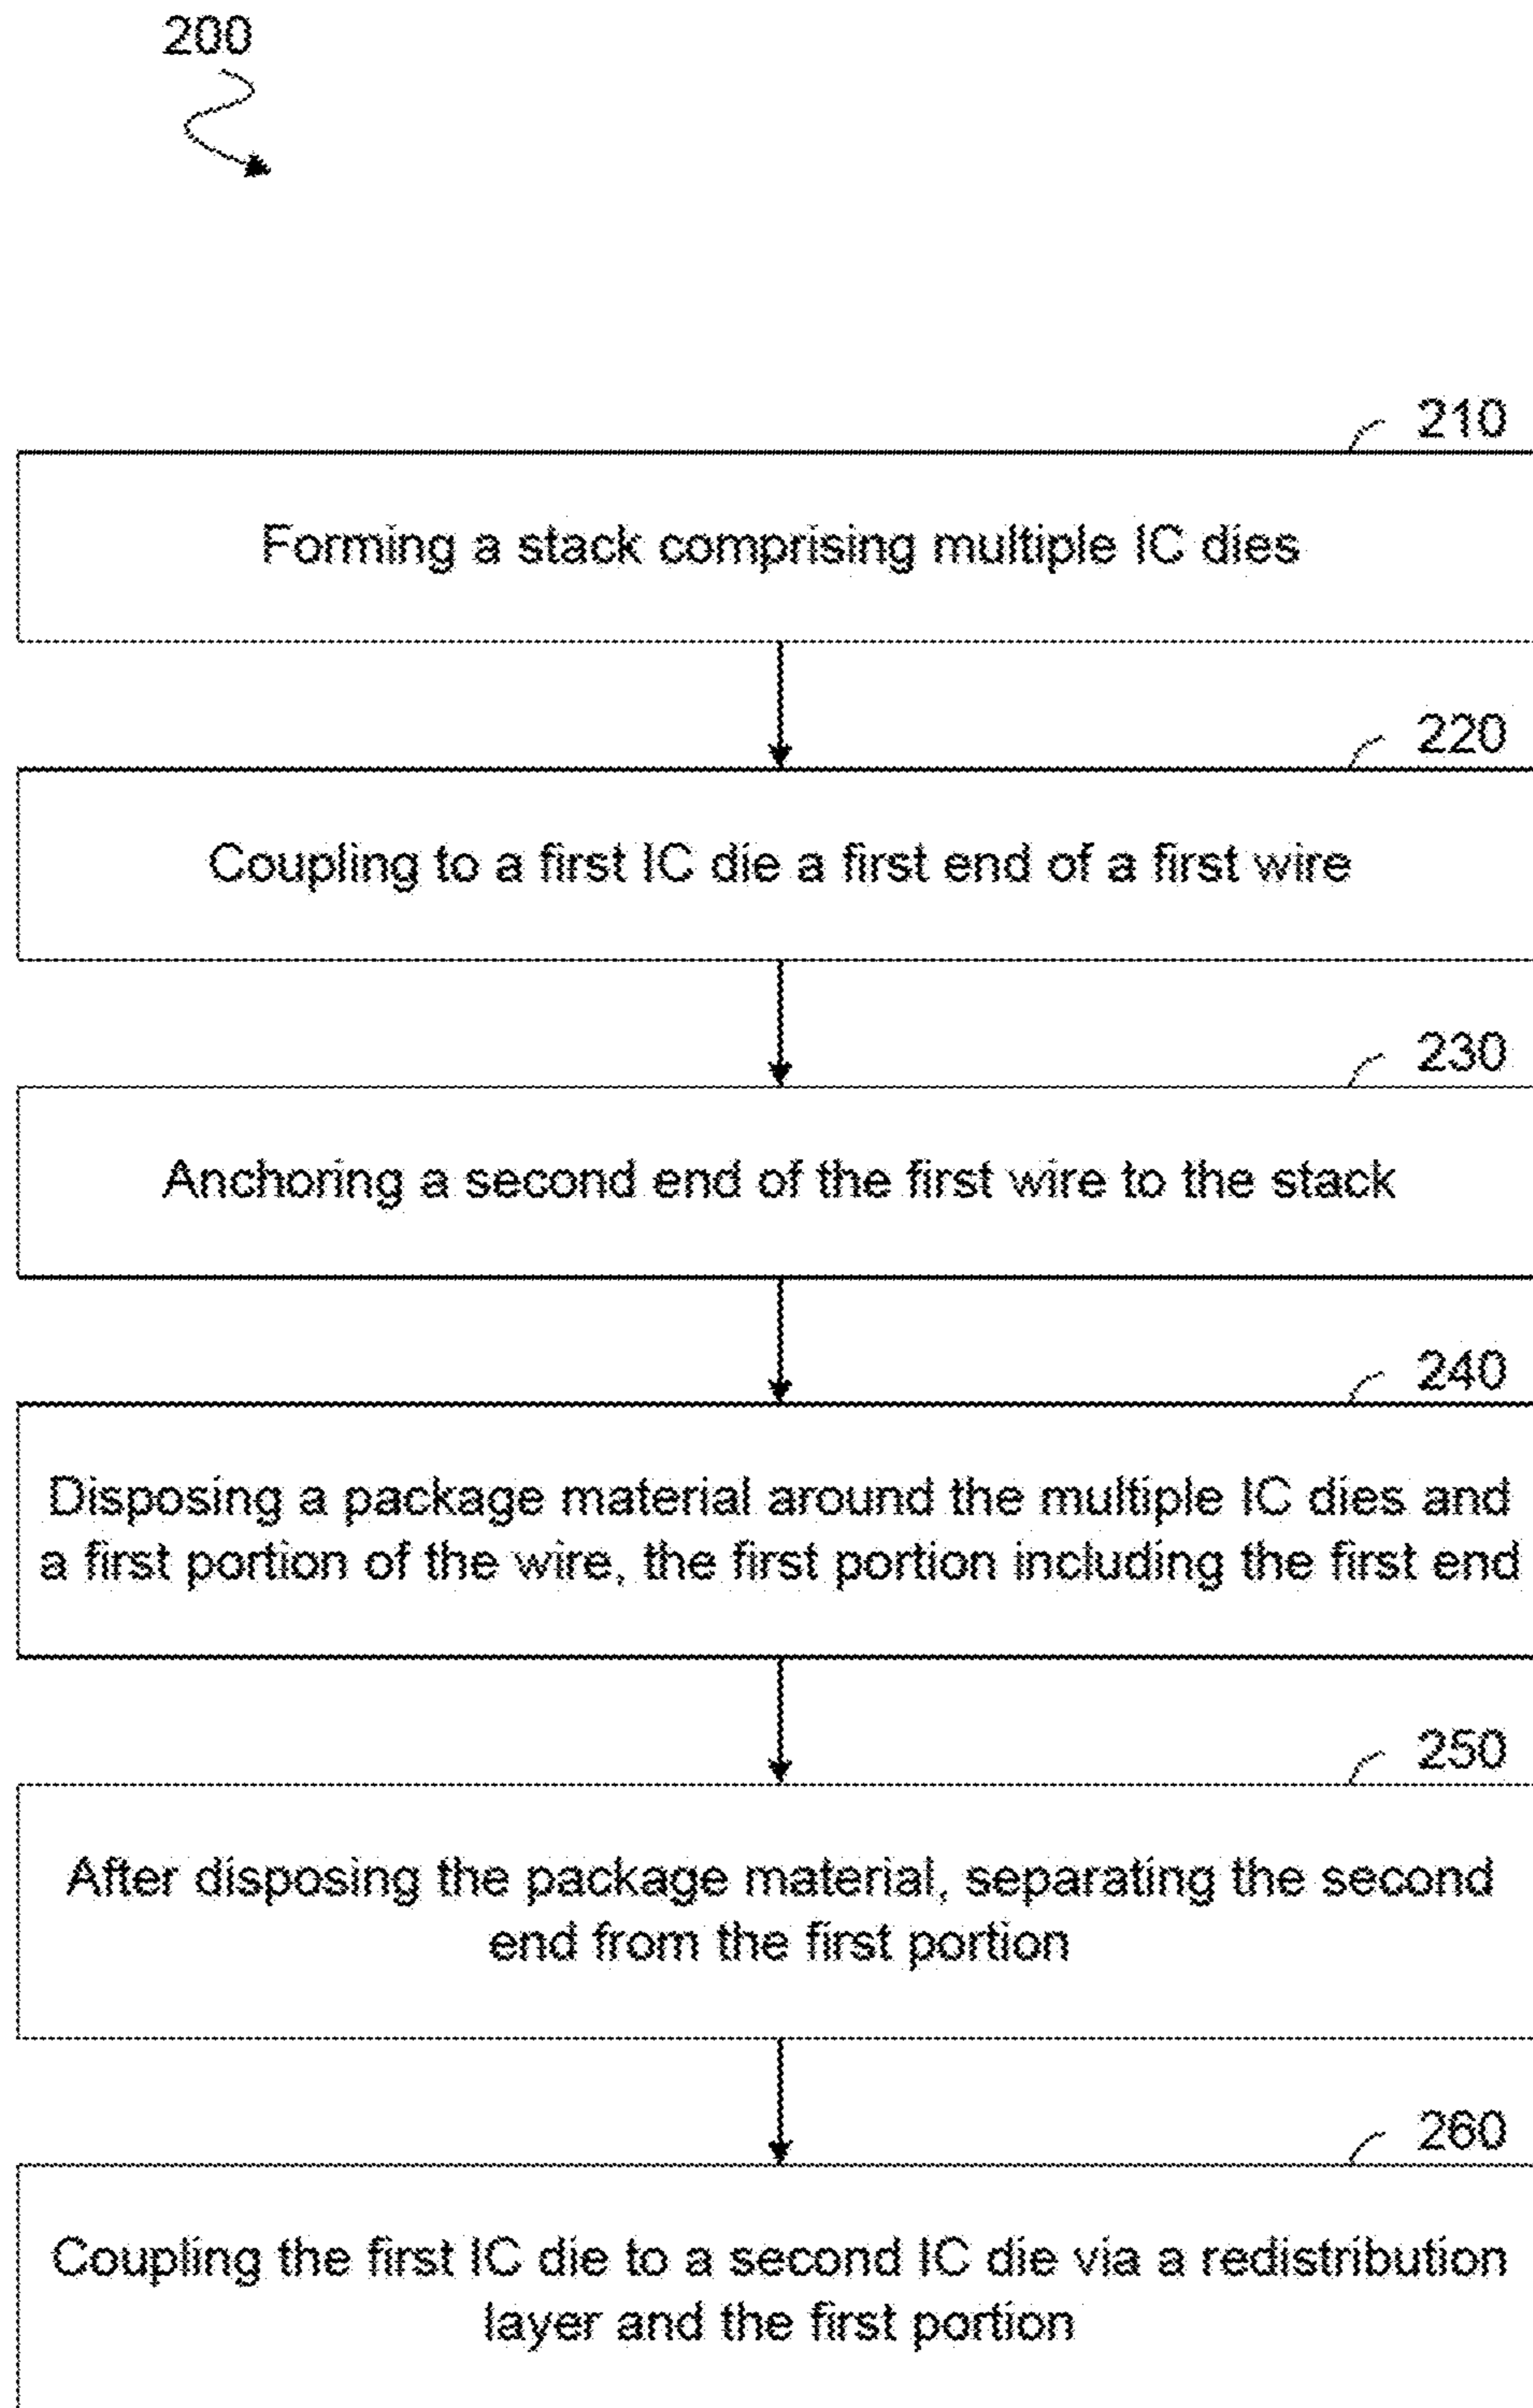 200
210
Forming a stack comprising multiple IC dies
220
Coupling to a first IC die a first end of a first wire
230
Anchoring a second end of the first wire to the stack
240
Disposing a package material around the multiple IC dies and
a first portion of the wire, the first portion including the first end
250
After disposing the package material, separating the second
end from the first portion
260
Coupling the first IC die to a second IC die via a redistribution
layer and the first portion